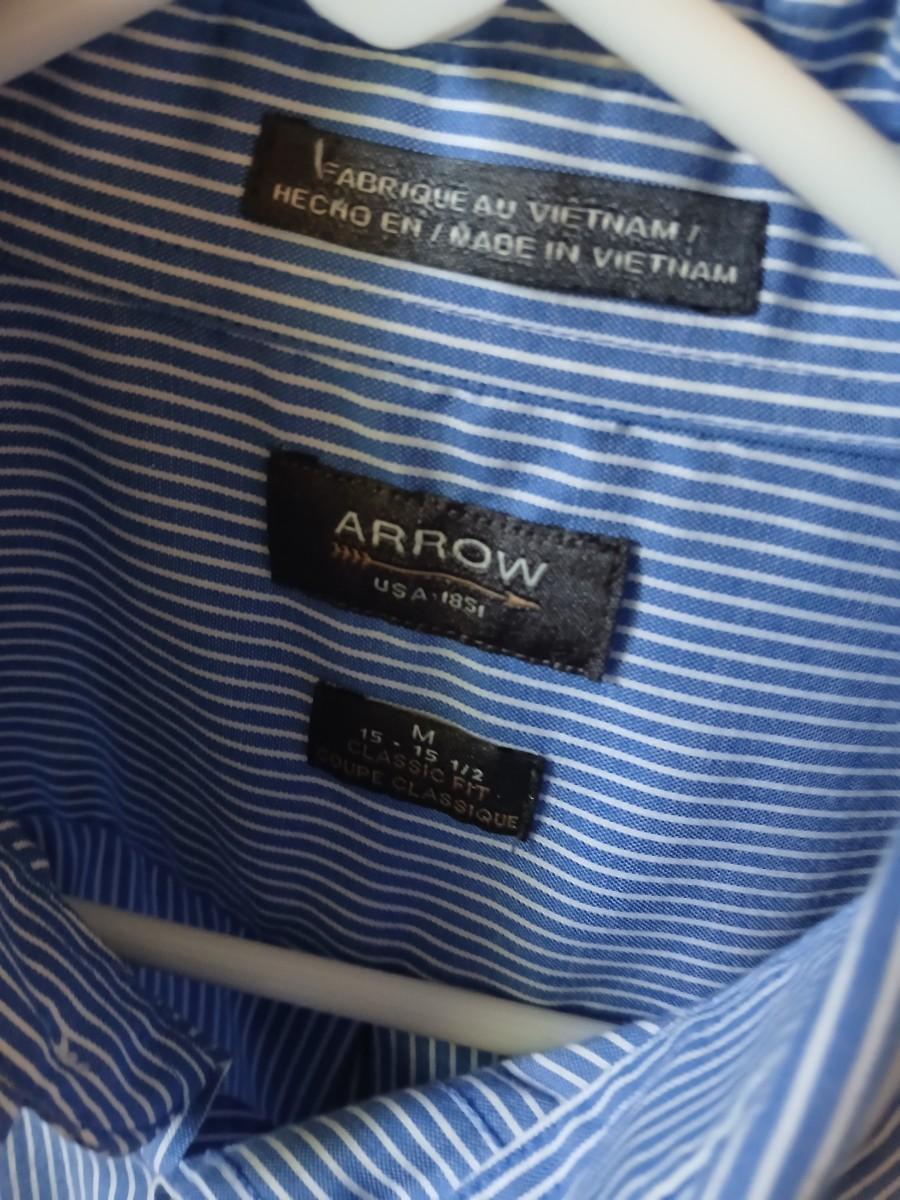 FABRIQUE AU VIETNAM /
HECHO EN / MADE IN VIETNAM
ARROW
USA·1851
M
15 - 15 1/2
CLASSIC FIT
COUPE CLASSIQUE